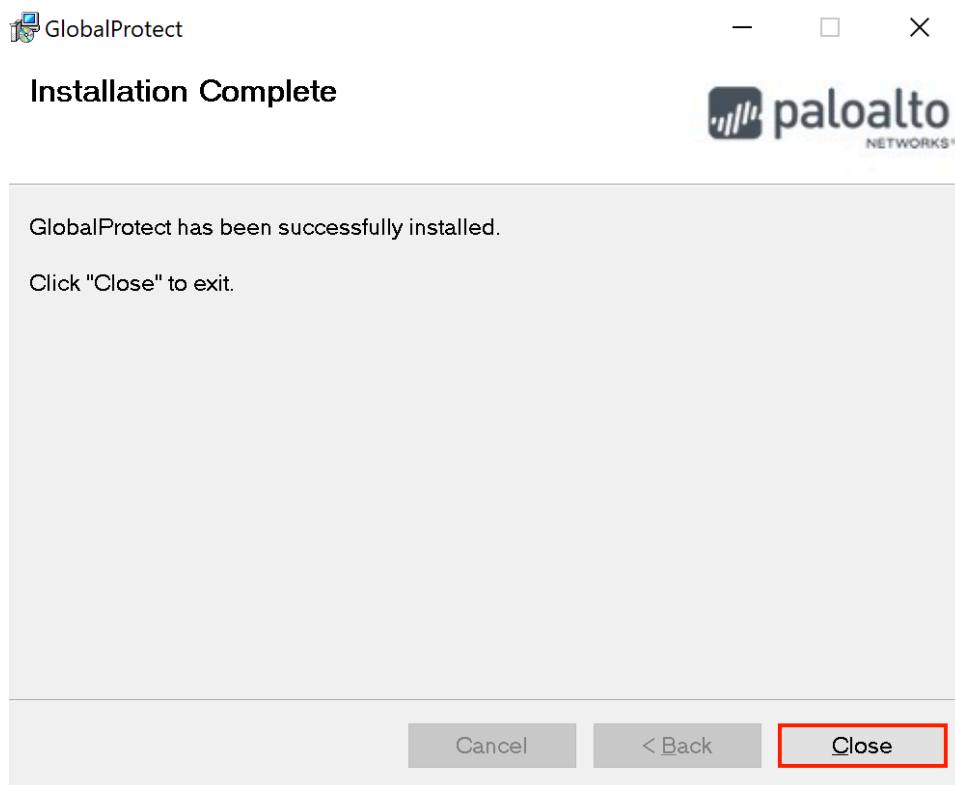 GlobalProtect
Installation Complete
paloalto
NETWORKS®
GlobalProtect has been successfully installed.
Click "Close" to exit.
Cancel
< Back
Close